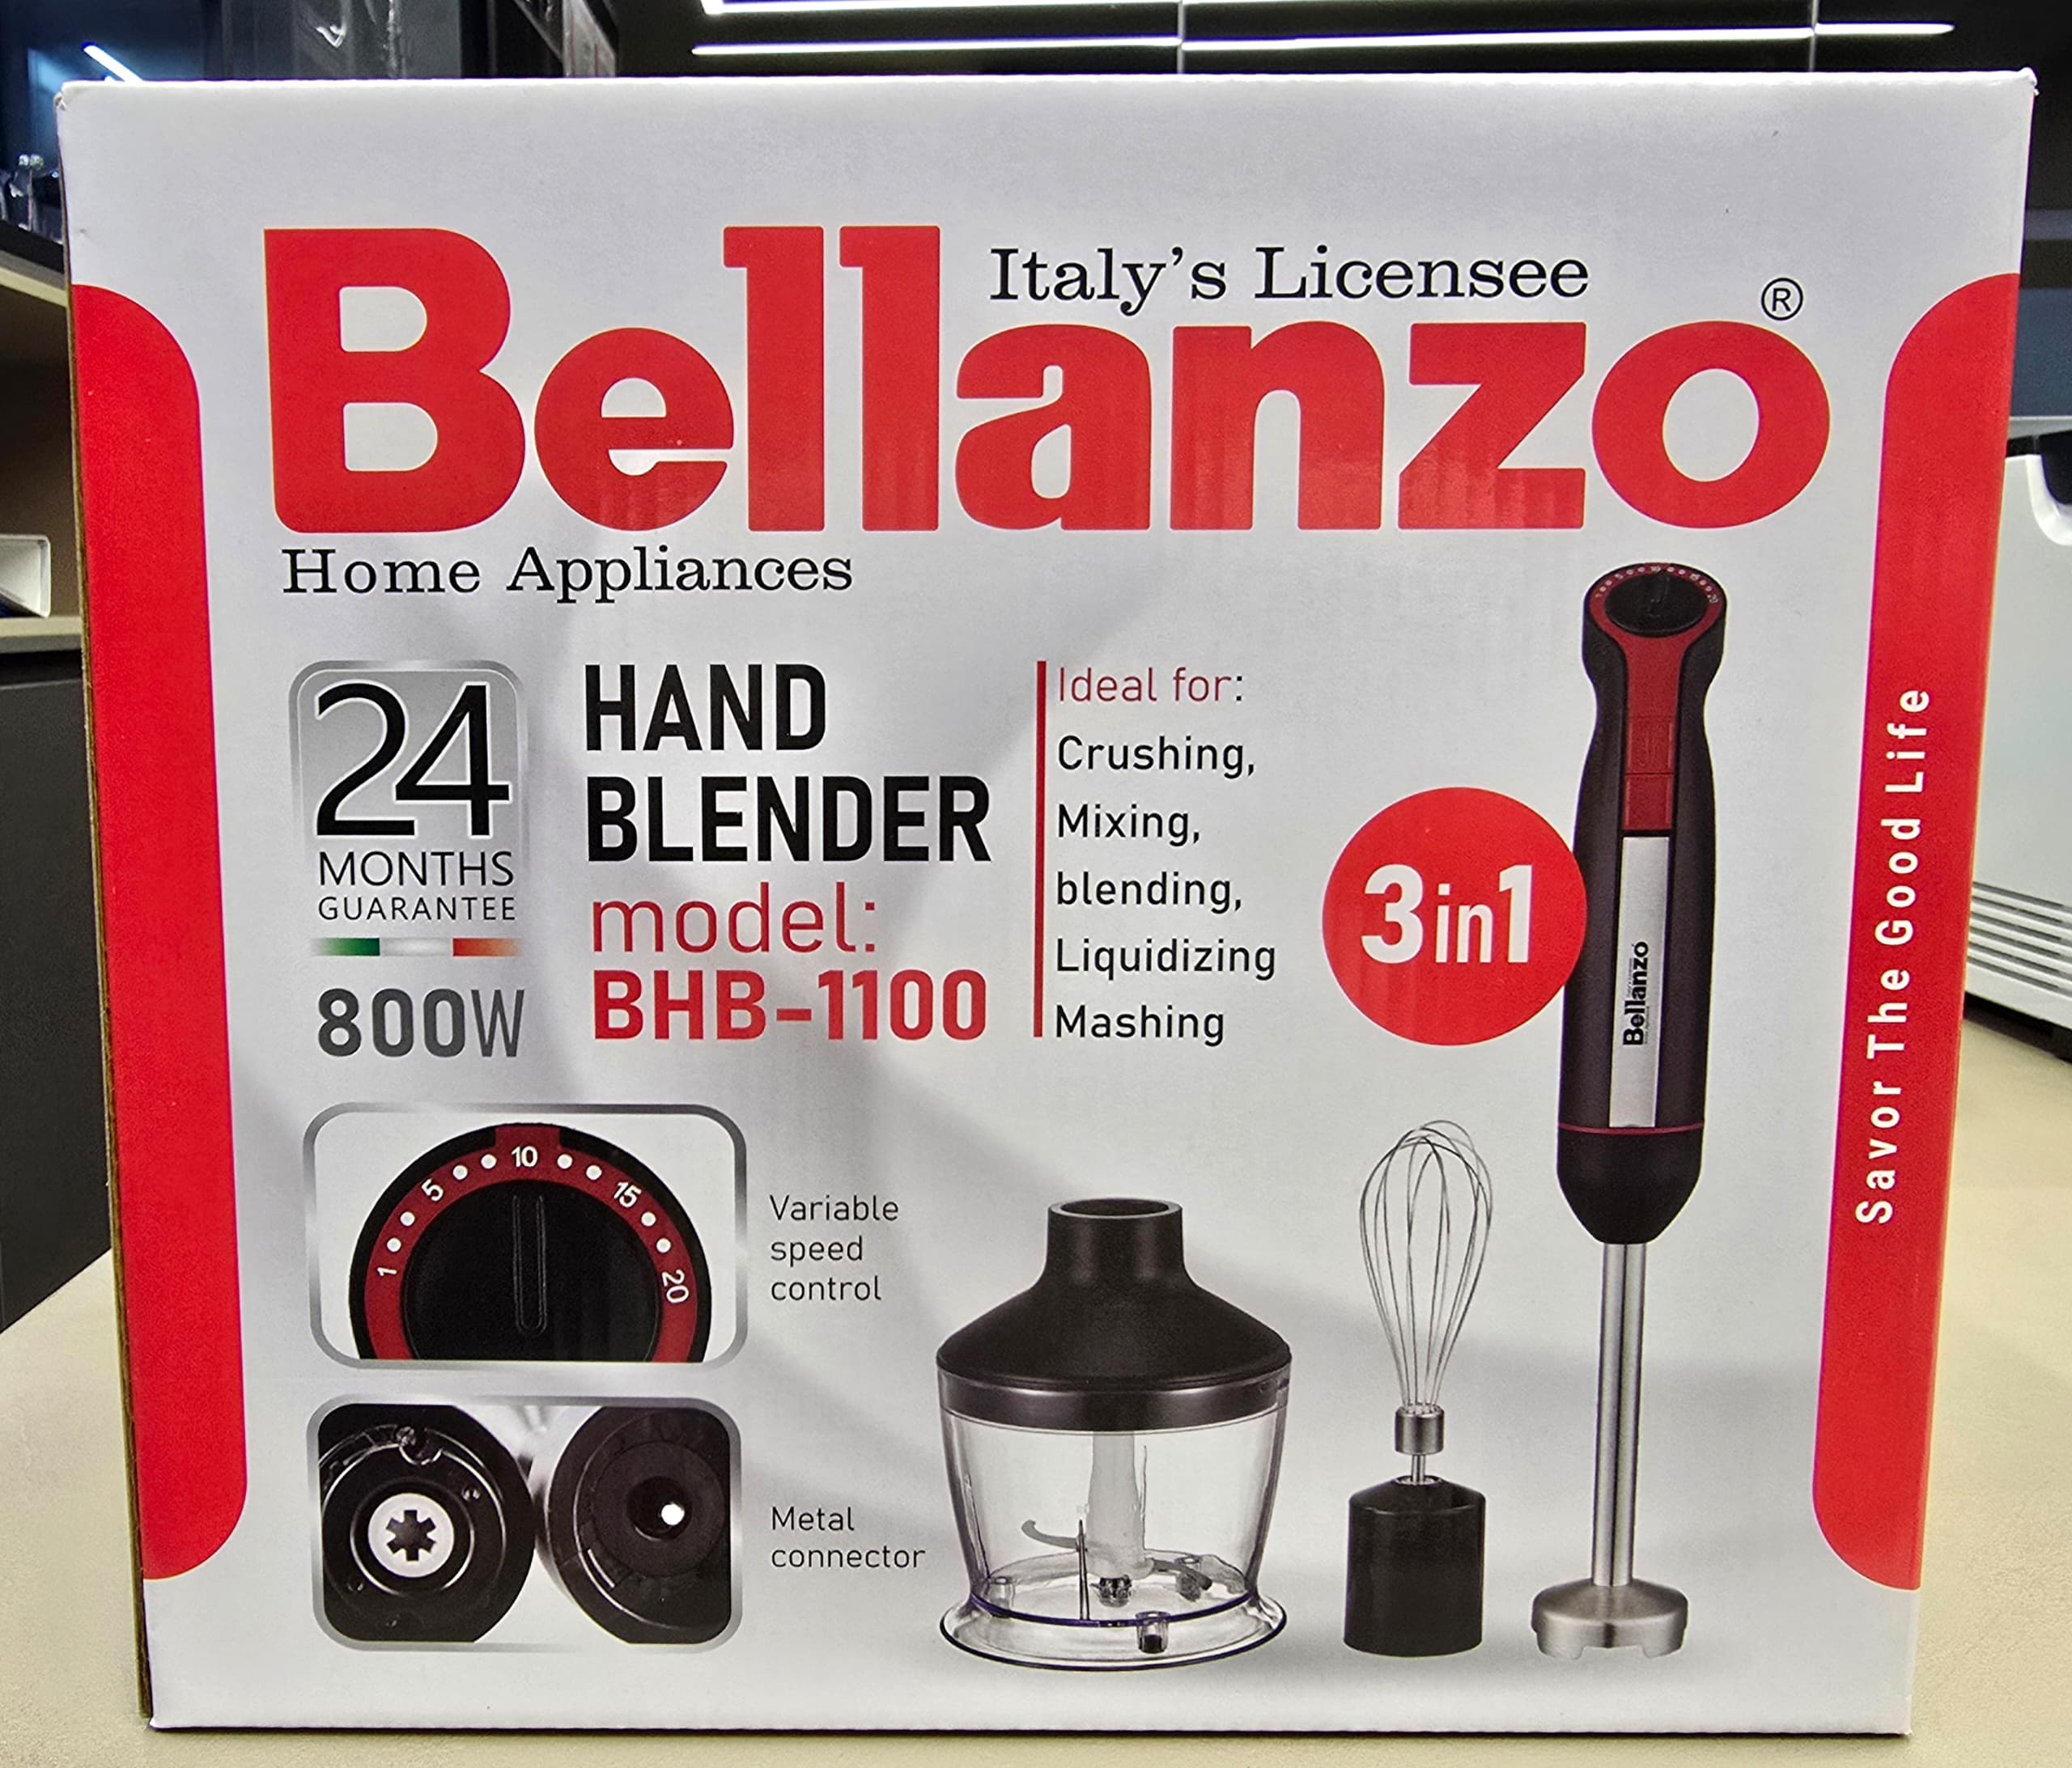 Italy's Licensee
Bellanzo ®
Home Appliances
24
MONTHS
GUARANTEE
800W
HAND
BLENDER
model:
BHB-1100
Ideal for:
Crushing,
Mixing,
blending,
Liquidizing
Mashing
3in1
Bellanzo
Savor The Good Life
1 5 10 15 20
Variable
speed
control
Metal
connector